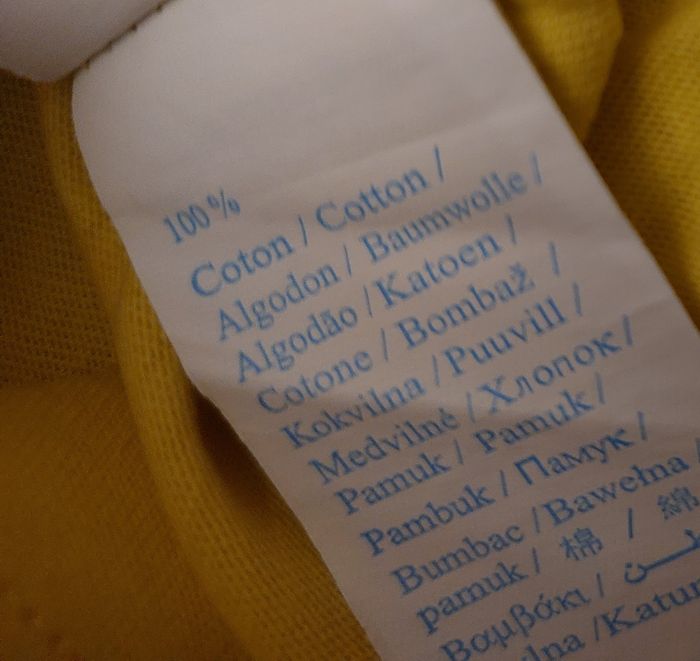 100%
Coton / Cotton /
Algodon / Baumwolle /
Algodão / Katoen /
Cotone / Bombaž /
Kokvilna / Puuvill /
Medvilnė / Хлопок /
Pamuk / Pamuk /
Pambuk / Памук /
Bumbac / Bawełna /
pamuk / 棉 / 綿
Βαμβάκι /
/Katun